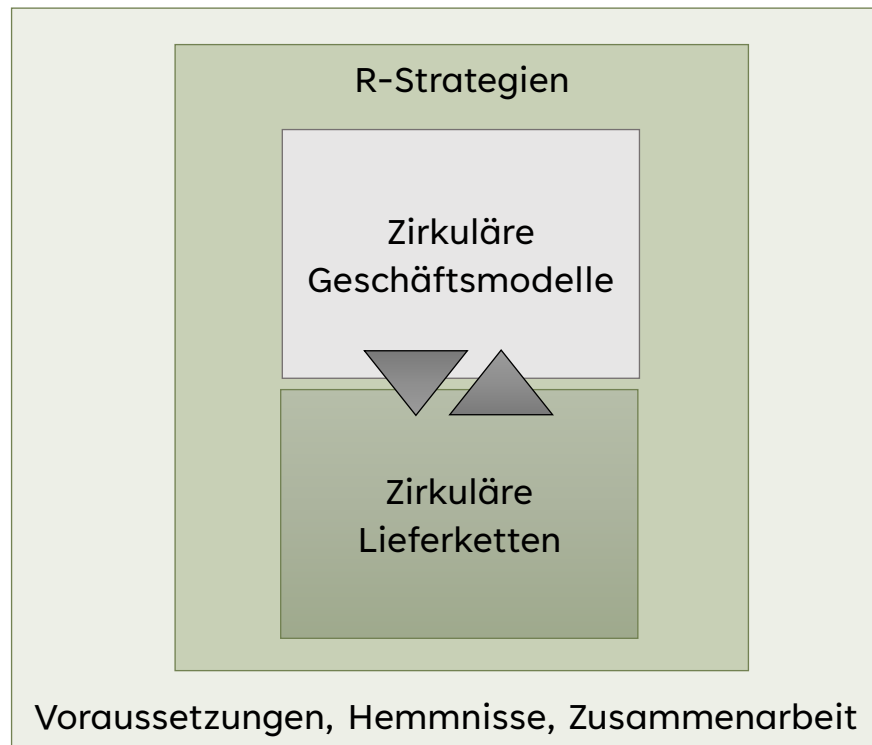 R-Strategien
Zirkuläre
Geschäftsmodelle
Zirkuläre
Lieferketten
Voraussetzungen, Hemmnisse, Zusammenarbeit